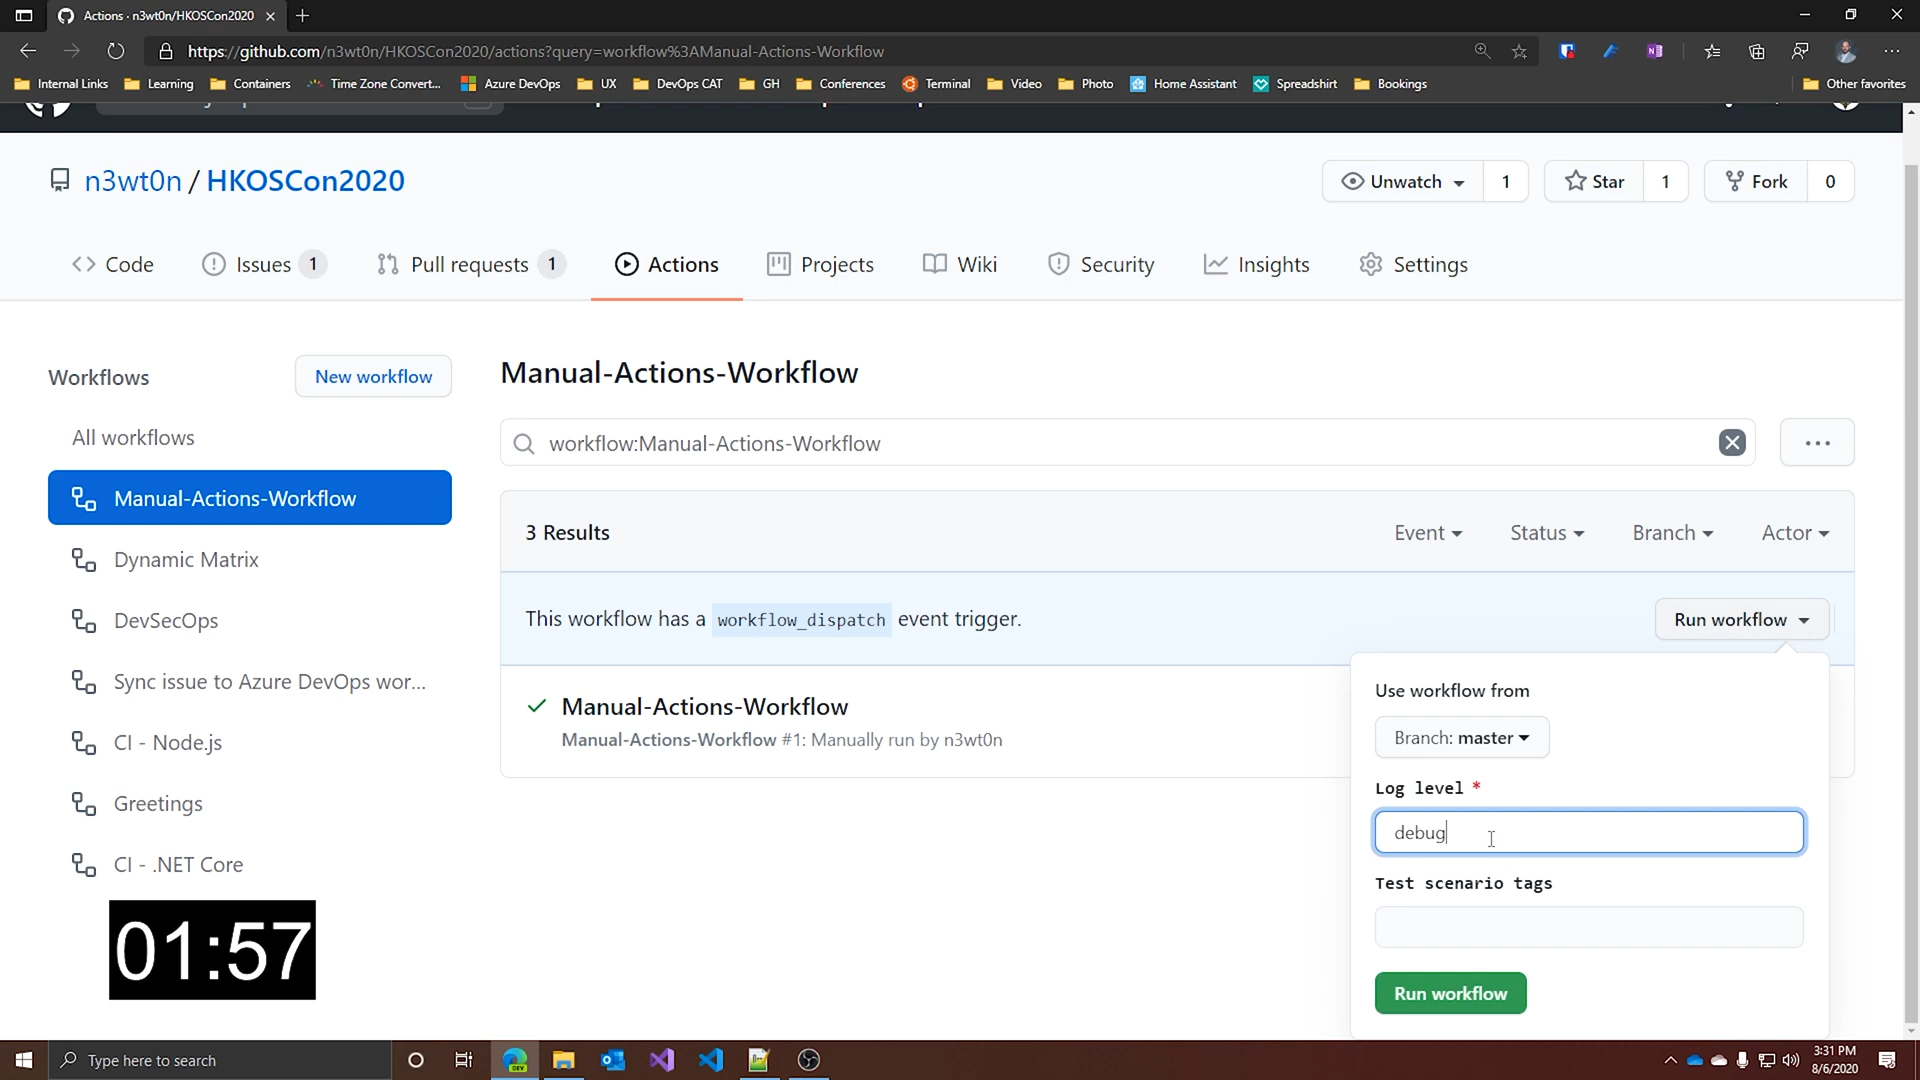 Actions · n3wt0n/HKOSCon2020
https://github.com/n3wt0n/HKOSCon2020/actions?query=workflow%3AManual-Actions-Workflow
Internal Links
Learning
Containers
Time Zone Convert...
Azure DevOps
UX
DevOps CAT
GH
Conferences
Terminal
Video
Photo
Home Assistant
Spreadshirt
Bookings
Other favorites
n3wt0n / HKOSCon2020
Unwatch 1
Star 1
Fork 0
Code
Issues 1
Pull requests 1
Actions
Projects
Wiki
Security
Insights
Settings
Workflows
New workflow
All workflows
Manual-Actions-Workflow
Dynamic Matrix
DevSecOps
Sync issue to Azure DevOps wor...
CI - Node.js
Greetings
CI - .NET Core
01:57
Manual-Actions-Workflow
workflow:Manual-Actions-Workflow
3 Results
Event
Status
Branch
Actor
This workflow has a workflow_dispatch event trigger.
Run workflow
Manual-Actions-Workflow
Manual-Actions-Workflow #1: Manually run by n3wt0n
Use workflow from
Branch: master
Log level *
debug
Test scenario tags
Run workflow
Type here to search
DEV
3:31 PM
8/6/2020